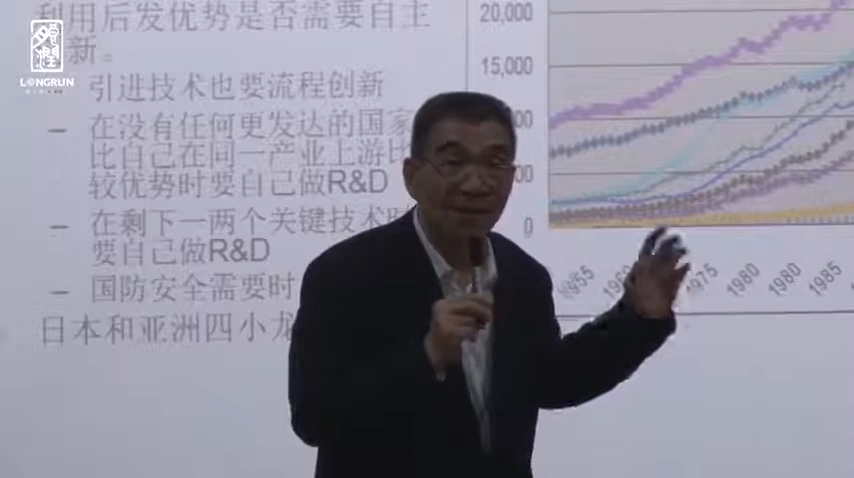 LONGRUN
利用后发优势是否需要自主
新。
引进技术也要流程创新
– 在没有任何更发达的国家
比自己在同一产业上游比
较优势时要自己做R&D
– 在剩下一两个关键技术时
要自己做R&D
– 国防安全需要时
日本和亚洲四小龙
20,000
15,000
0
1955
1975
1980
1980
1985